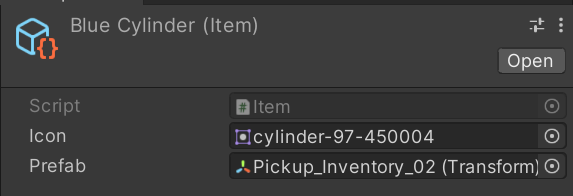 Blue Cylinder (Item)
Open
Script Item
Icon cylinder-97-450004
Prefab Pickup_Inventory_02 (Transform)